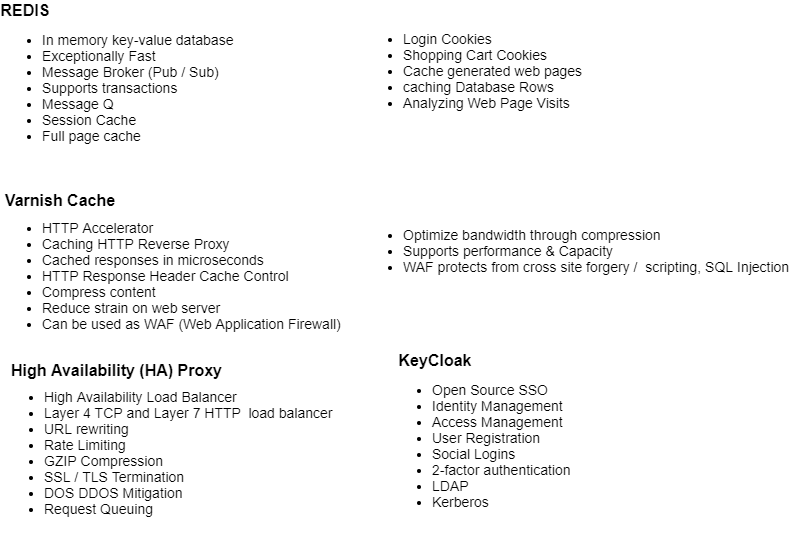 REDIS
In memory key-value database
Exceptionally Fast
Message Broker (Pub / Sub)
Supports transactions
Message Q
Session Cache
Full page cache
Login Cookies
Shopping Cart Cookies
Cache generated web pages
caching Database Rows
Analyzing Web Page Visits
Varnish Cache
HTTP Accelerator
Caching HTTP Reverse Proxy
Cached responses in microseconds
HTTP Response Header Cache Control
Compress content
Reduce strain on web server
Can be used as WAF (Web Application Firewall)
Optimize bandwidth through compression
Supports performance & Capacity
WAF protects from cross site forgery /  scripting, SQL Injection
High Availability (HA) Proxy
High Availability Load Balancer
Layer 4 TCP and Layer 7 HTTP  load balancer
URL rewriting
Rate Limiting
GZIP Compression
SSL / TLS Termination
DOS DDOS Mitigation
Request Queuing
KeyCloak
Open Source SSO
Identity Management
Access Management
User Registration
Social Logins
2-factor authentication
LDAP
Kerberos